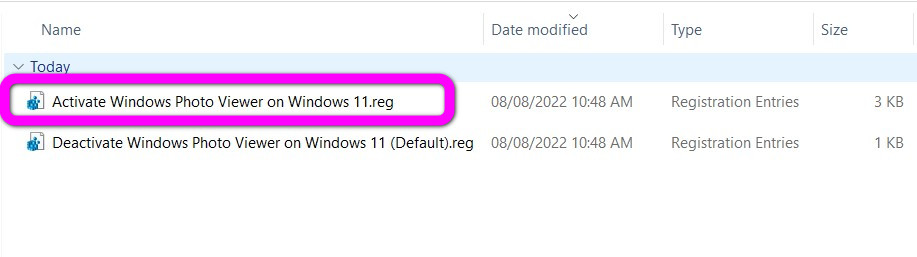 Name Date modified Type Size
Today
Activate Windows Photo Viewer on Windows 11.reg 08/08/2022 10:48 AM Registration Entries 3 KB
Deactivate Windows Photo Viewer on Windows 11 (Default).reg 08/08/2022 10:48 AM Registration Entries 1 KB